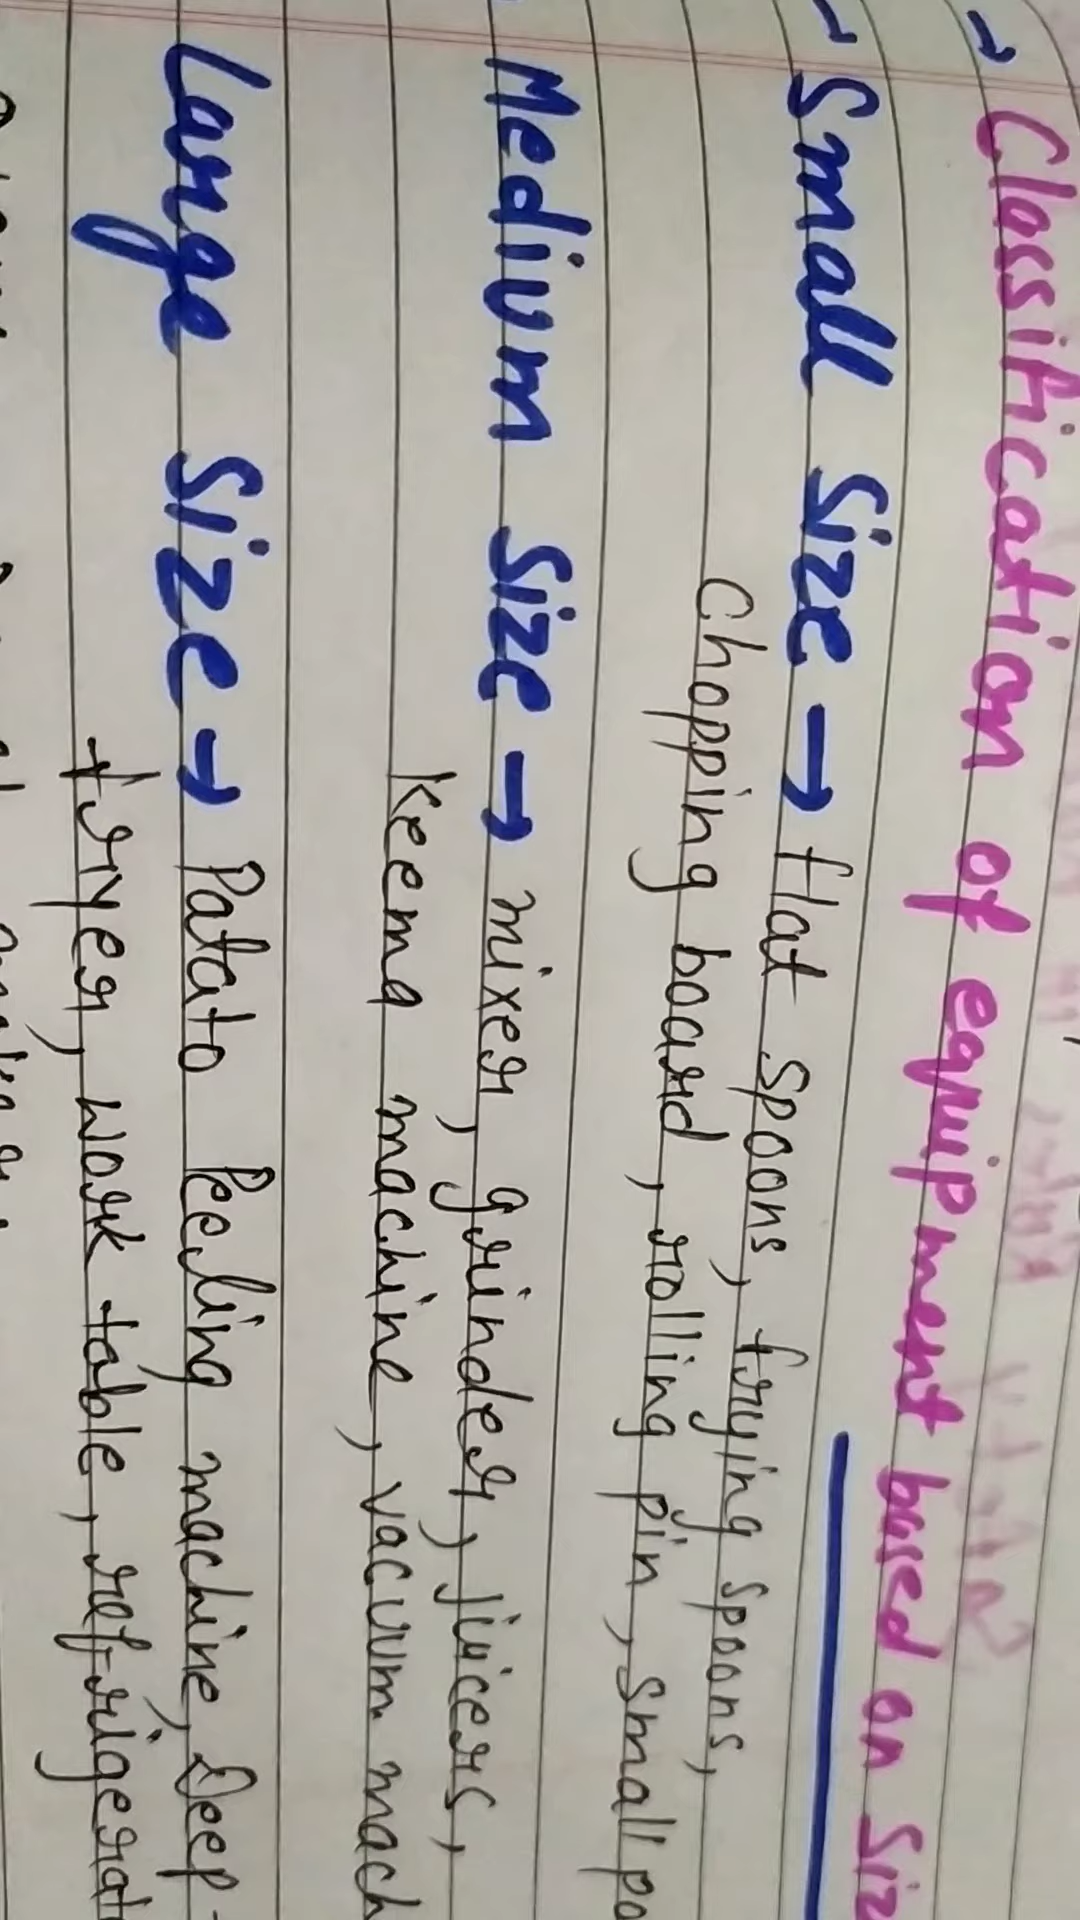 → Classification of equipment based on Siz
→ Small Size → flat spoons, frying spoons,
Chopping board, rolling pin, small po
Medium Size → mixer, grinder, juicers,
keema machine, vacuum mach
Large Size → Patato Peeling machine, Deep-
fryer, work table, refrigerat